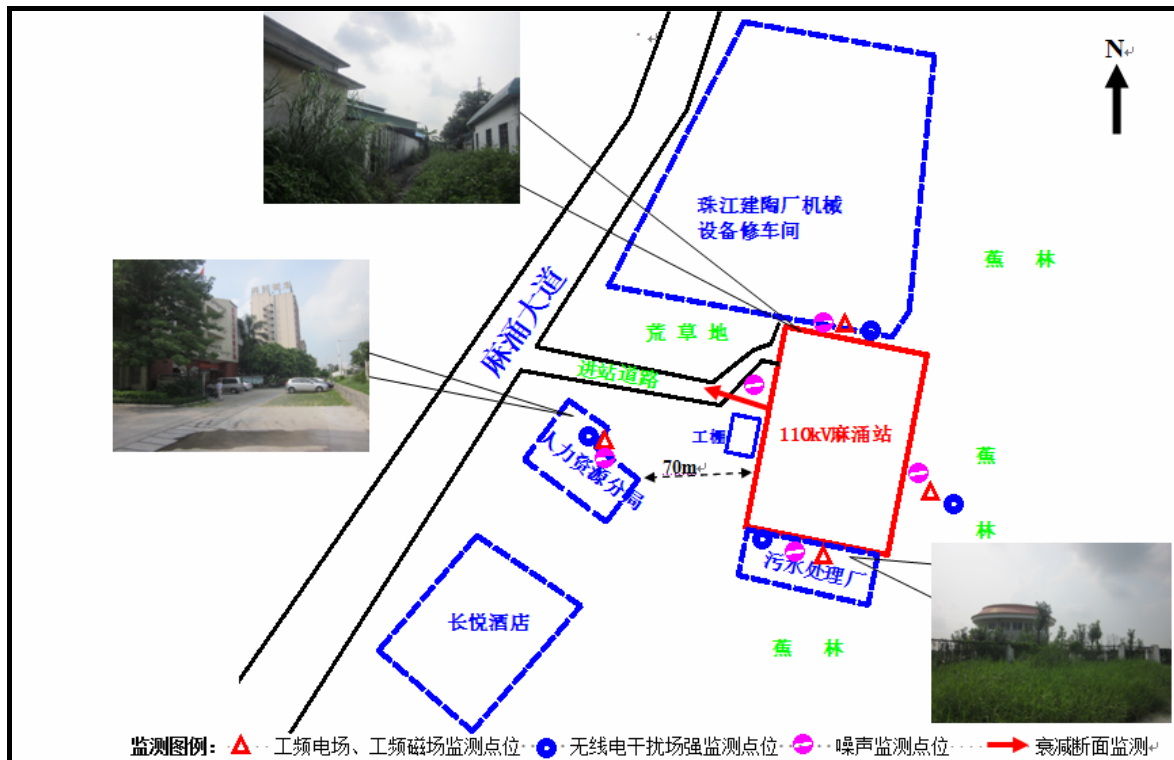 N
珠江建陶厂机械
设备修车间
蕉 林
麻涌大道
荒草地
进站道路
工棚
110kV麻涌站
人力资源分局
70m
蕉
林
污水处理厂
长悦酒店
蕉 林
监测图例： 工频电场、工频磁场监测点位 无线电干扰场强监测点位 噪声监测点位 衰减断面监测